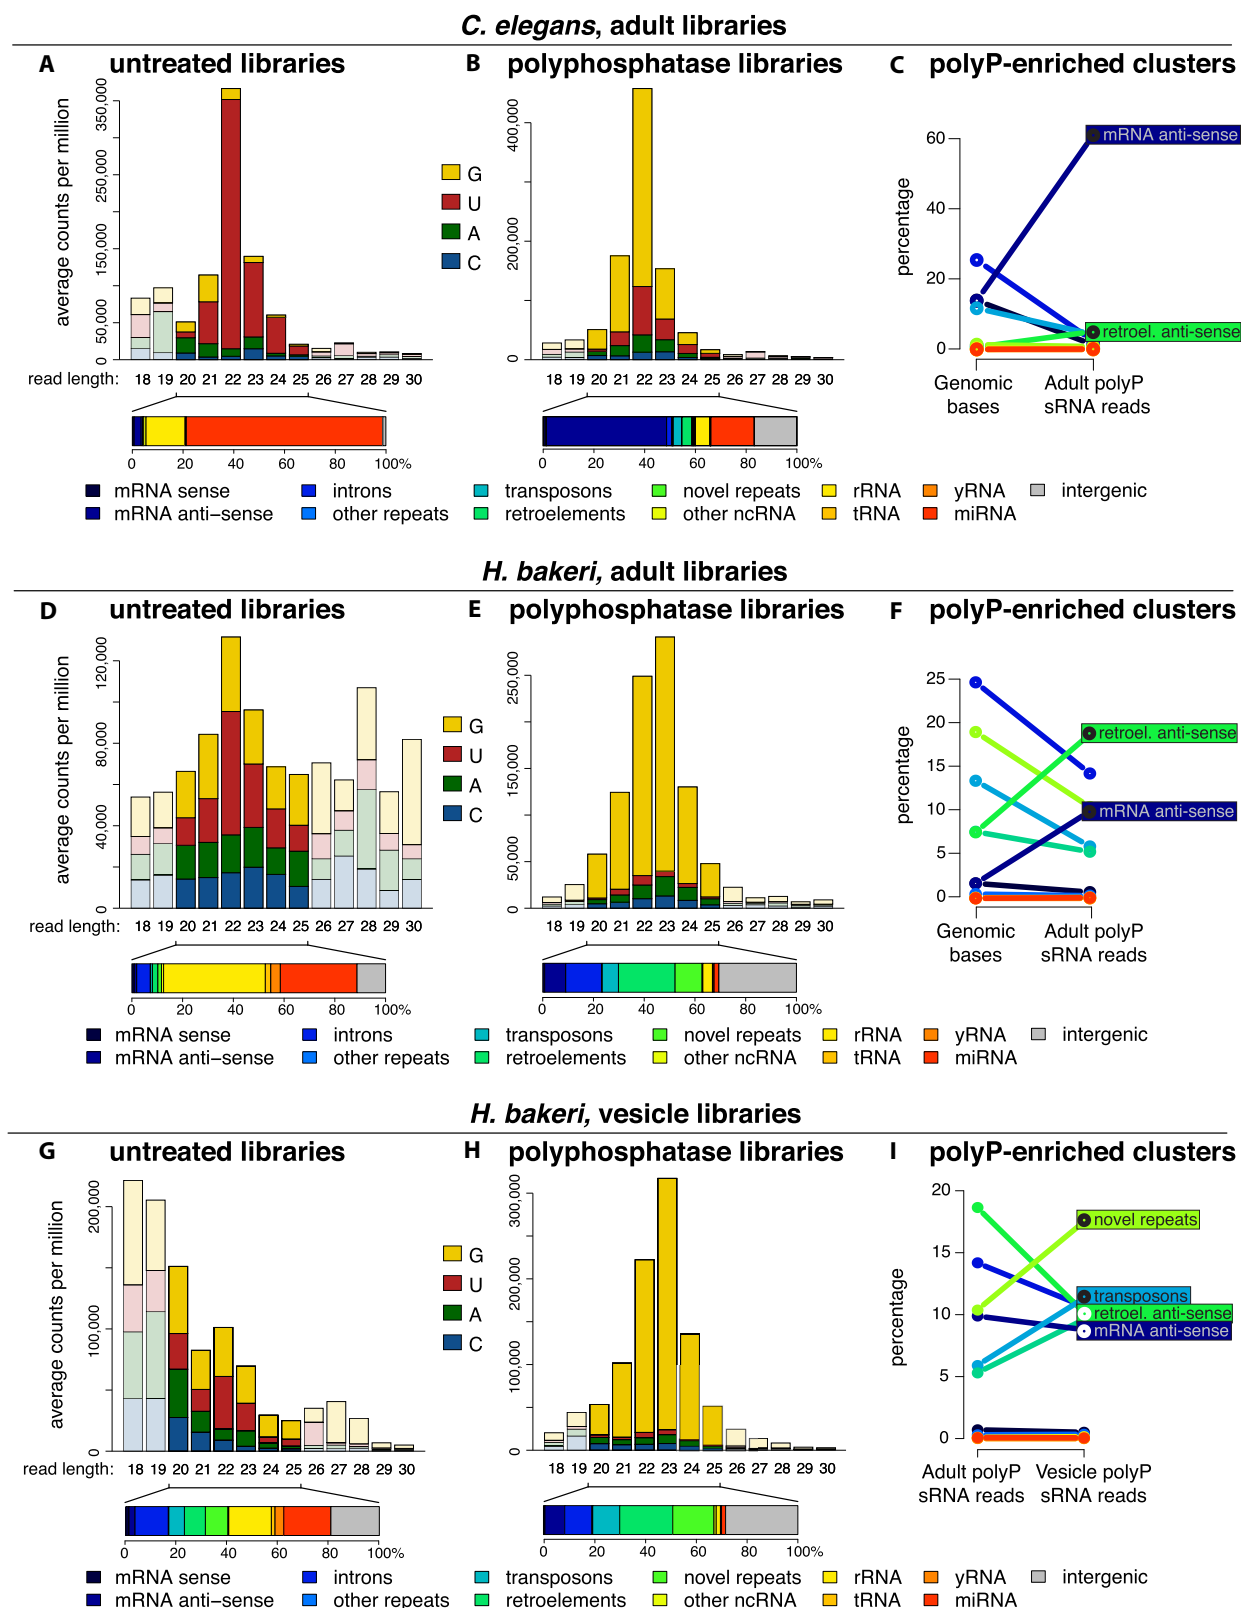 C. elegans, adult libraries
A untreated libraries
B polyphosphatase libraries
C polyP-enriched clusters
average counts per million
0
50,000
150,000
250,000
350,000
G
U
A
C
0
200,000
400,000
percentage
60
40
20
0
mRNA anti-sense
retroel. anti-sense
Genomic bases
Adult polyP sRNA reads
read length: 18 19 20 21 22 23 24 25 26 27 28 29 30
18 19 20 21 22 23 24 25 26 27 28 29 30
0 20 40 60 80 100%
0 20 40 60 80 100%
mRNA sense introns transposons novel repeats rRNA yRNA intergenic
mRNA anti−sense other repeats retroelements other ncRNA tRNA miRNA
H. bakeri, adult libraries
D untreated libraries
E polyphosphatase libraries
F polyP-enriched clusters
average counts per million
0
40,000
80,000
120,000
G
U
A
C
0
50,000
150,000
250,000
percentage
25
20
15
10
5
0
retroel. anti-sense
mRNA anti-sense
Genomic bases
Adult polyP sRNA reads
read length: 18 19 20 21 22 23 24 25 26 27 28 29 30
18 19 20 21 22 23 24 25 26 27 28 29 30
0 20 40 60 80 100%
0 20 40 60 80 100%
mRNA sense introns transposons novel repeats rRNA yRNA intergenic
mRNA anti−sense other repeats retroelements other ncRNA tRNA miRNA
H. bakeri, vesicle libraries
G untreated libraries
H polyphosphatase libraries
I polyP-enriched clusters
average counts per million
0
100,000
200,000
G
U
A
C
0
100,000
200,000
300,000
percentage
20
15
10
5
0
novel repeats
transposons
retroel. anti-sense
mRNA anti-sense
Adult polyP sRNA reads
Vesicle polyP sRNA reads
read length: 18 19 20 21 22 23 24 25 26 27 28 29 30
18 19 20 21 22 23 24 25 26 27 28 29 30
0 20 40 60 80 100%
0 20 40 60 80 100%
mRNA sense introns transposons novel repeats rRNA yRNA intergenic
mRNA anti−sense other repeats retroelements other ncRNA tRNA miRNA